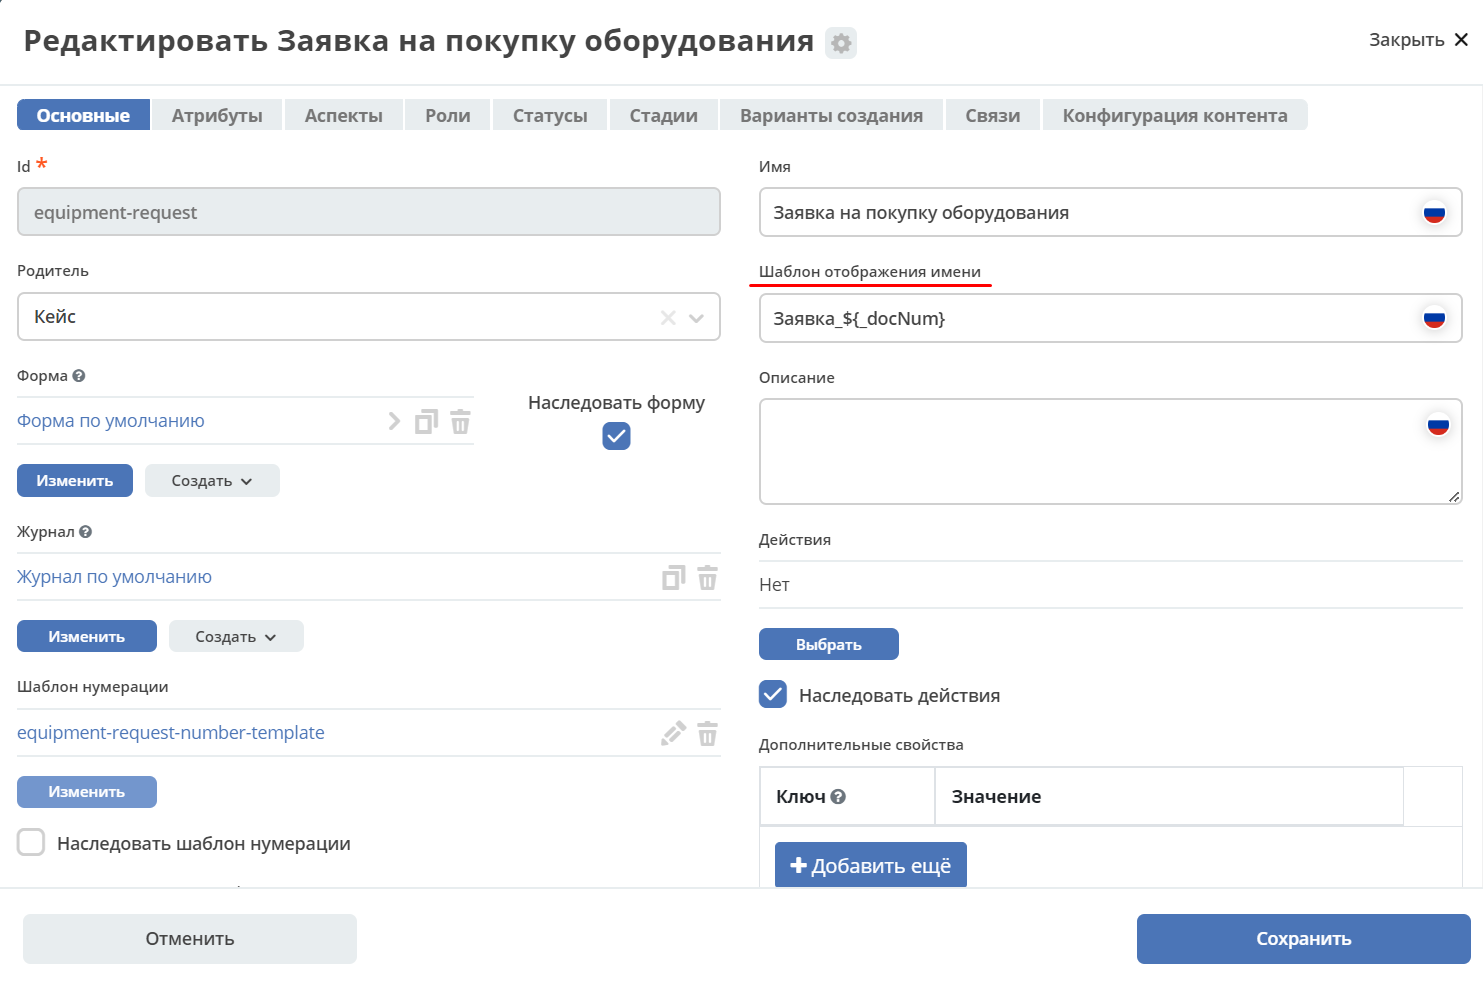 Редактировать Заявка на покупку оборудования
Закрыть
Основные
Атрибуты
Аспекты
Роли
Статусы
Стадии
Варианты создания
Связи
Конфигурация контента
Id *
equipment-request
Имя
Заявка на покупку оборудования
Родитель
Кейс
Шаблон отображения имени
Заявка_${_docNum}
Форма
Форма по умолчанию
Наследовать форму
Изменить
Создать
Описание
Журнал
Журнал по умолчанию
Изменить
Создать
Действия
Нет
Выбрать
Наследовать действия
Шаблон нумерации
equipment-request-number-template
Изменить
Наследовать шаблон нумерации
Дополнительные свойства
Ключ
Значение
Добавить ещё
Отменить
Сохранить